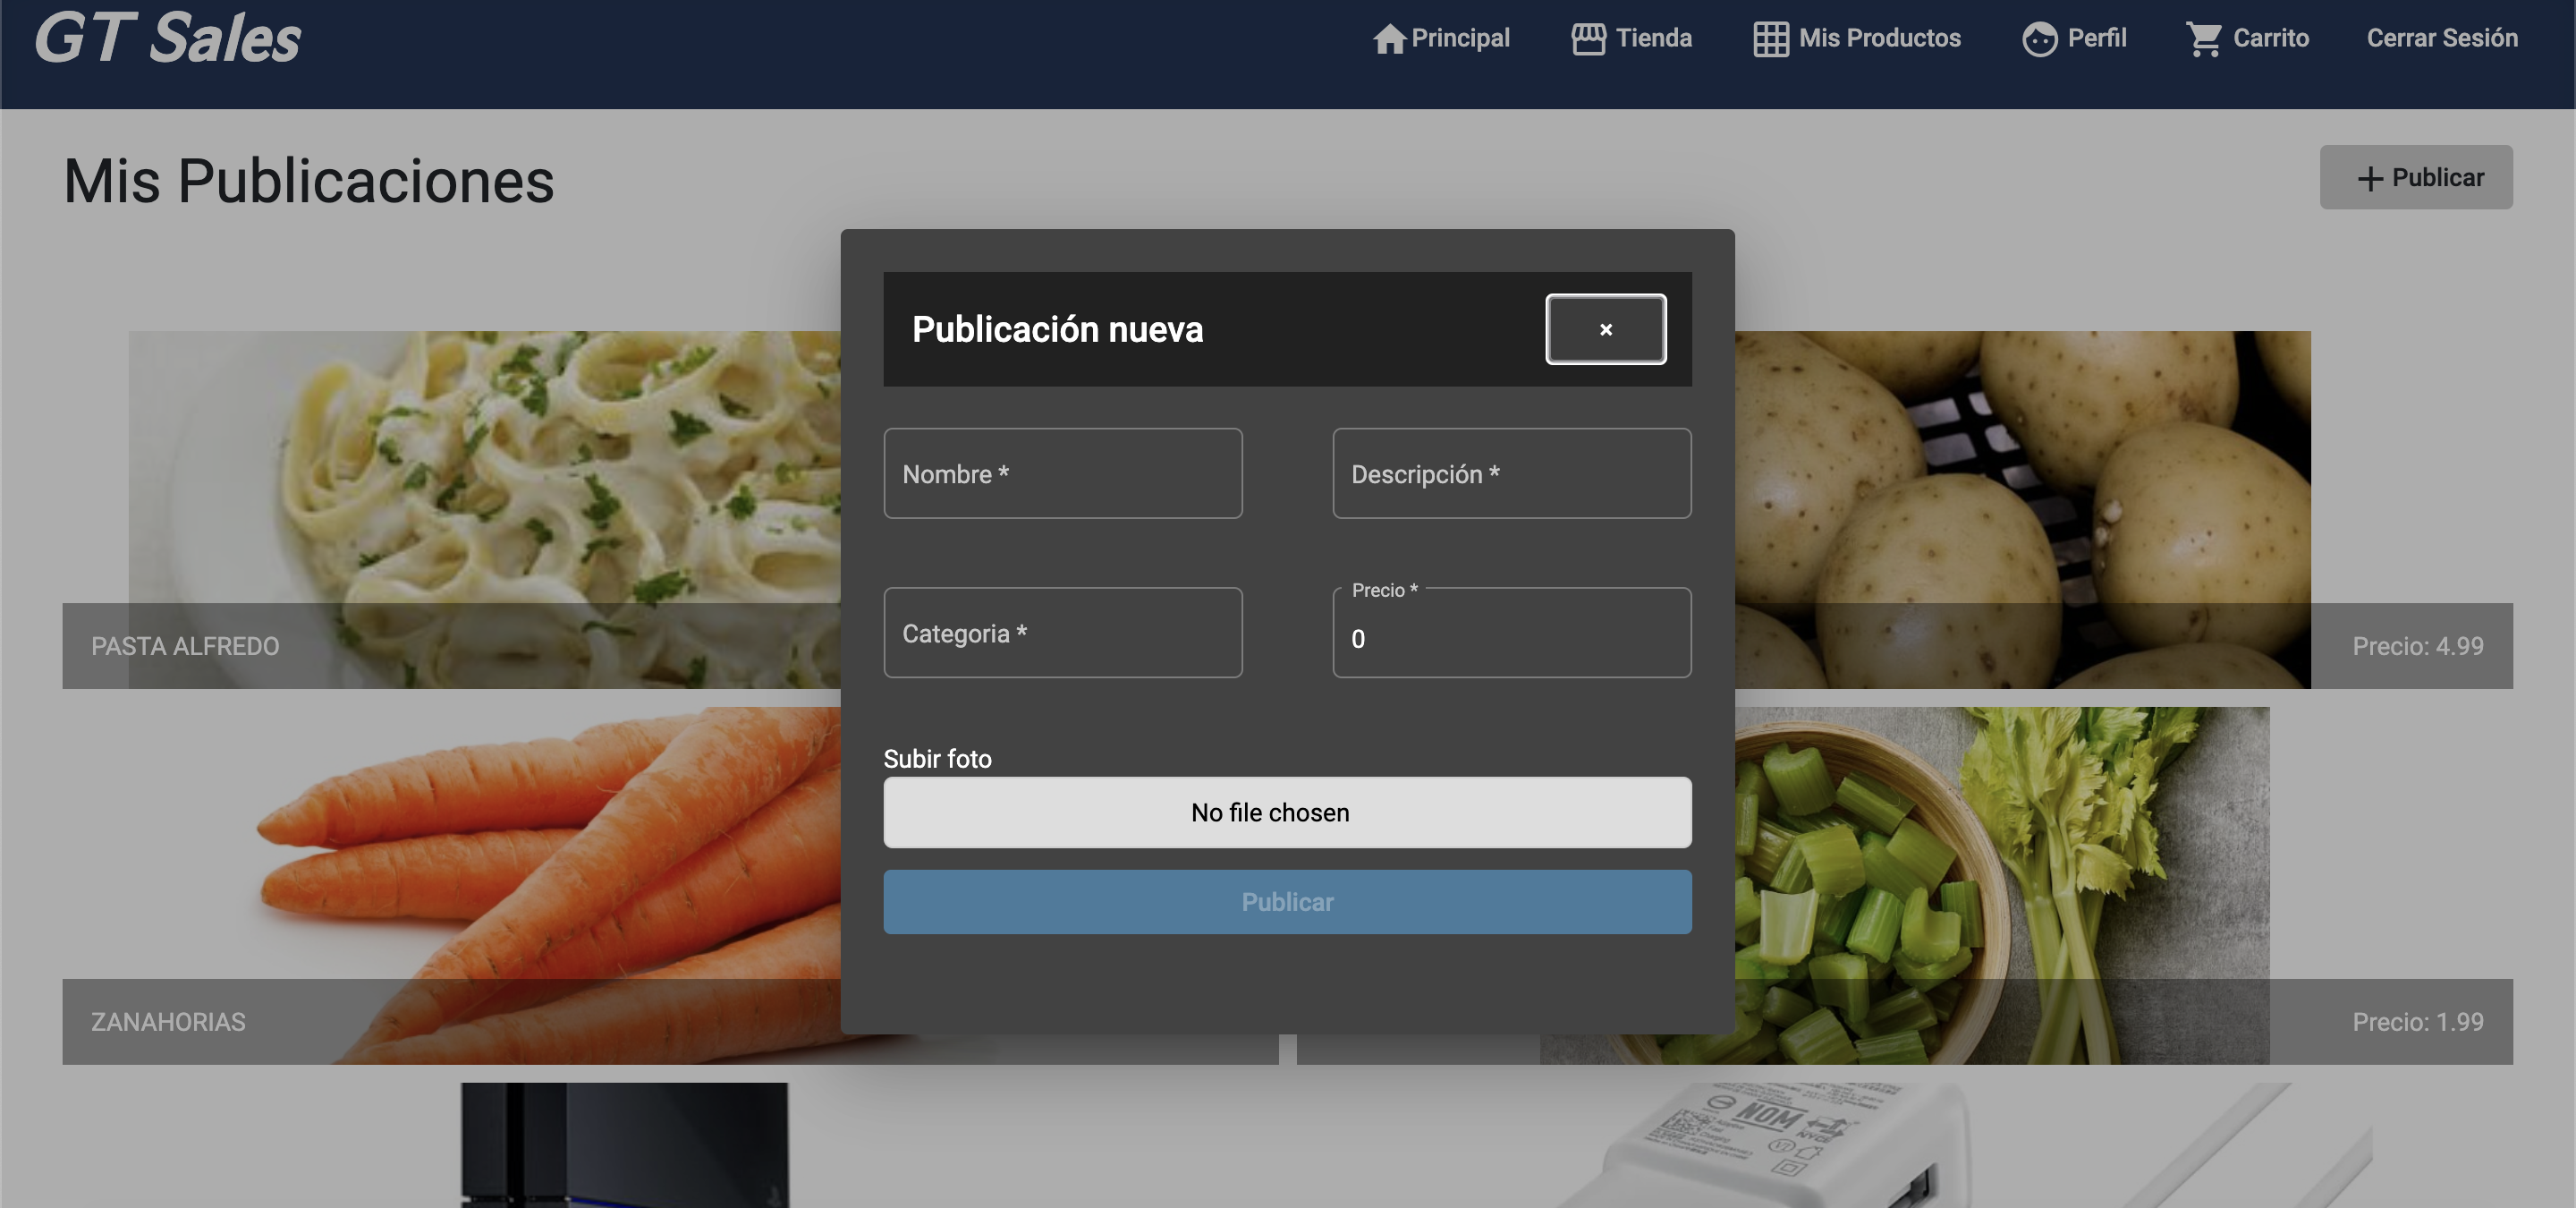 GT Sales
Principal
Tienda
Mis Productos
Perfil
Carrito
Cerrar Sesión
Mis Publicaciones
+ Publicar
Publicación nueva
×
Nombre *
Descripción *
Categoria *
Precio *
0
PASTA ALFREDO
Precio: 4.99
Subir foto
No file chosen
Publicar
ZANAHORIAS
Precio: 1.99
NOM